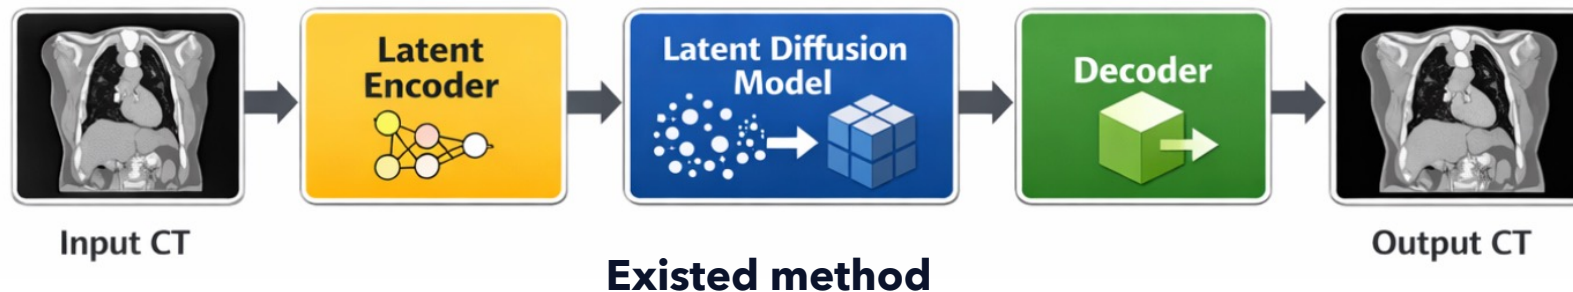 Latent
Encoder
Latent Diffusion
Model
Decoder
Input CT
Output CT
Existed method